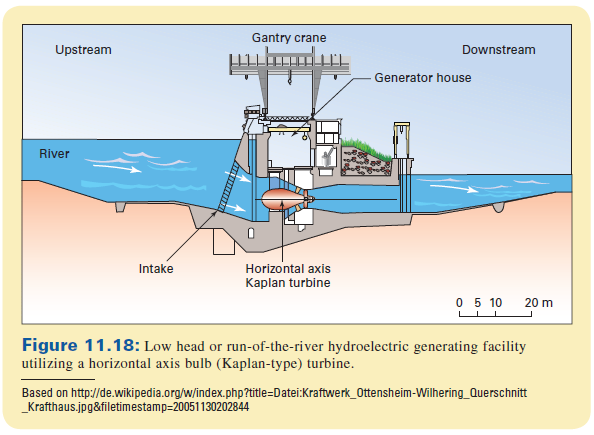 Gantry crane
Upstream
Downstream
Generator house
River
Intake
Horizontal axis
Kaplan turbine
0 5 10 20 m
Figure 11.18: Low head or run-of-the-river hydroelectric generating facility
utilizing a horizontal axis bulb (Kaplan-type) turbine.
Based on http://de.wikipedia.org/w/index.php?title=Datei:Kraftwerk_Ottensheim-Wilhering_Querschnitt
_Krafthaus.jpg&filetimestamp=20051130202844